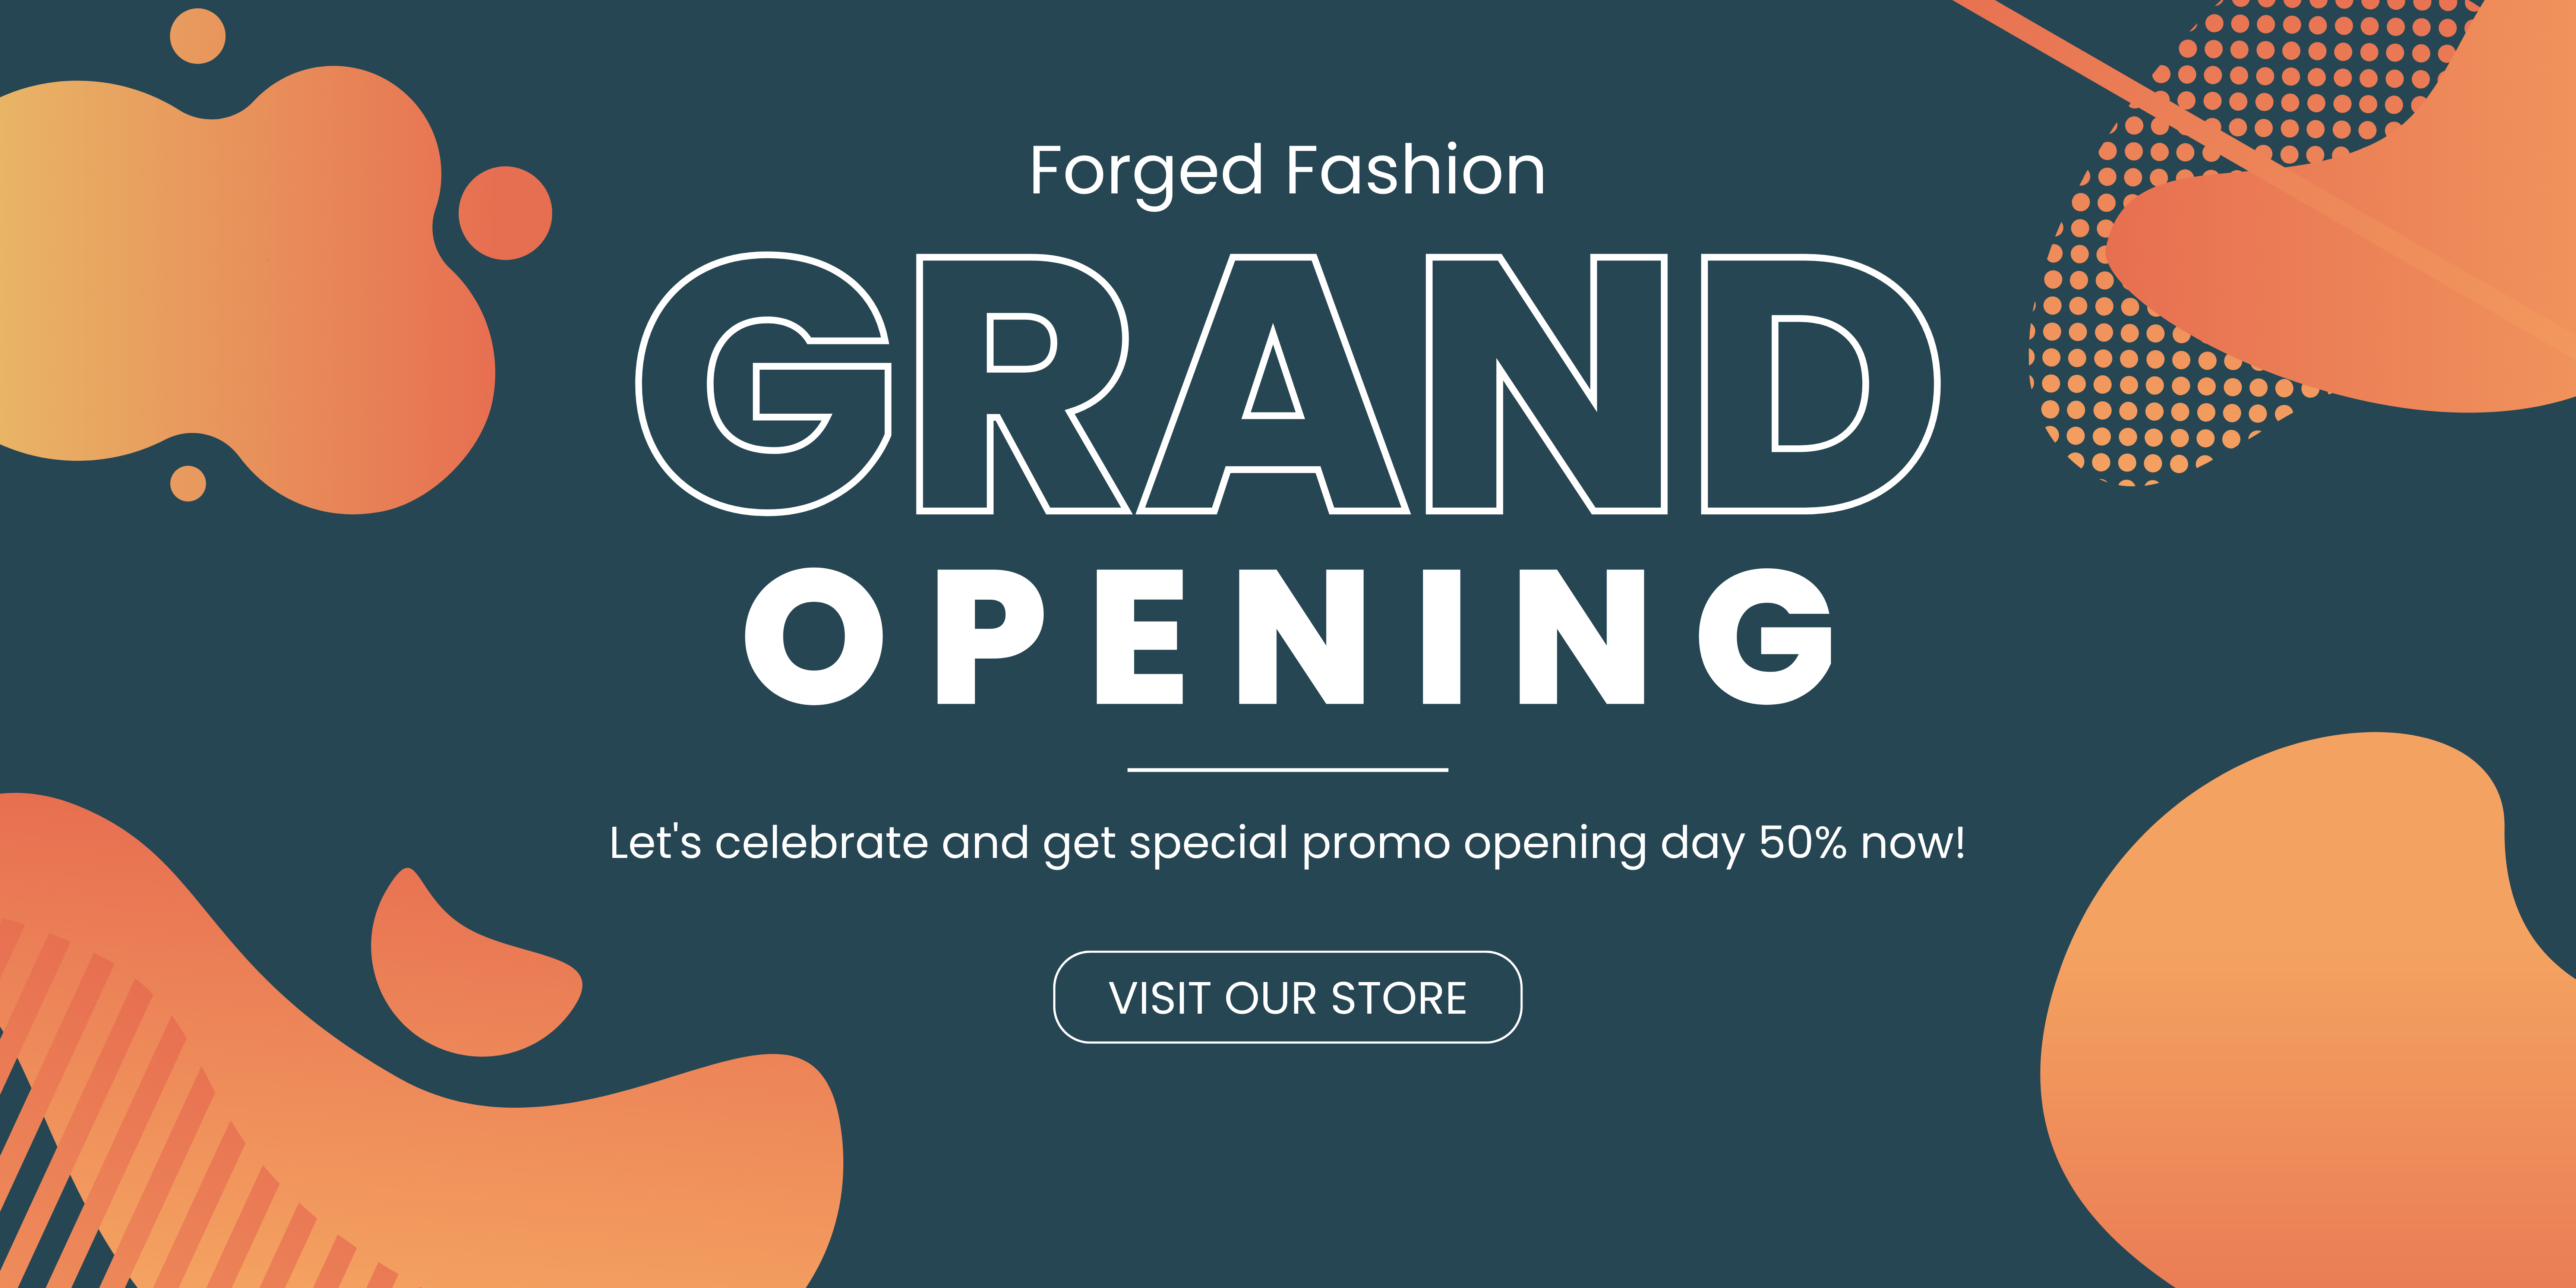 Forged Fashion
GRAND
OPENING
Let's celebrate and get special promo opening day 50% now!
VISIT OUR STORE